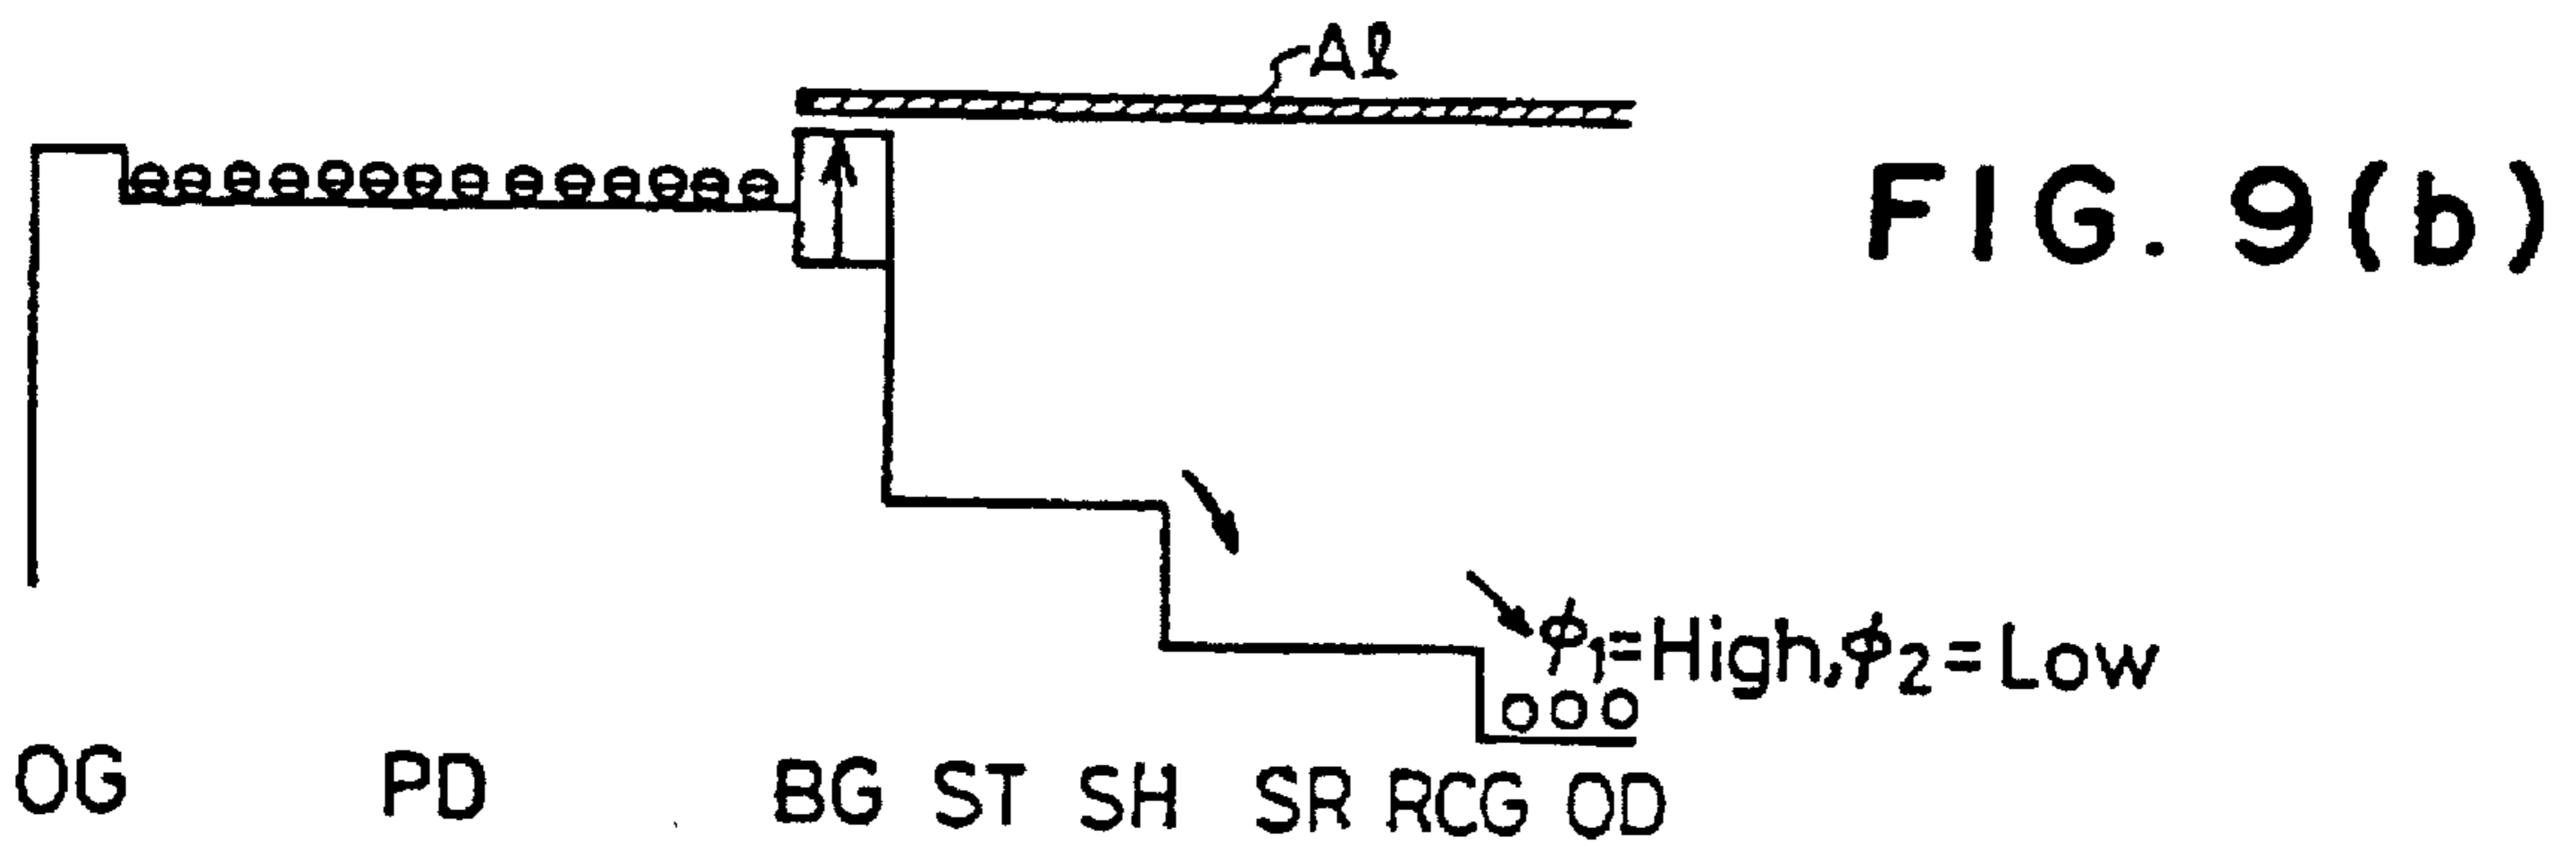 Al
FIG. 9(b)
ϕ1=High,ϕ2=Low
OG PD BG ST SH SR RCG OD